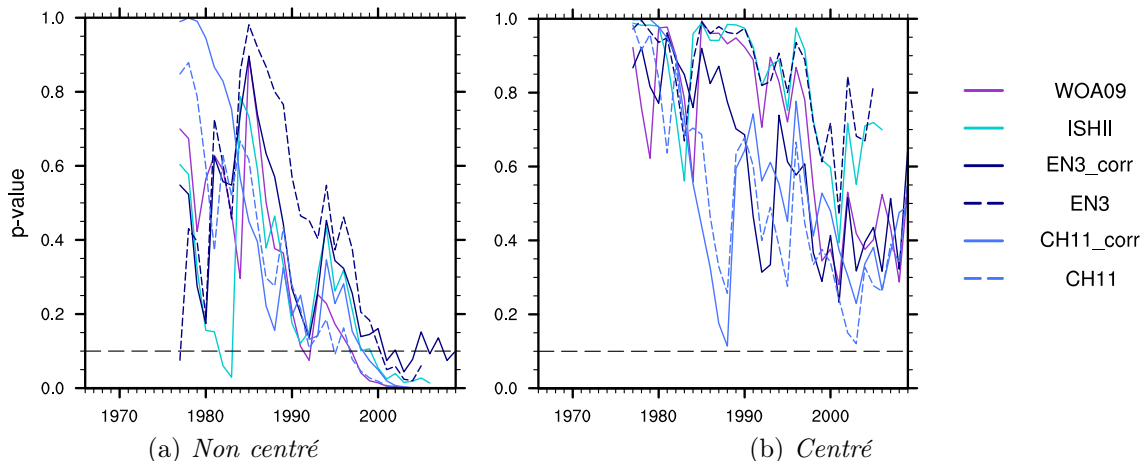 p-value
1.0
0.8
0.6
0.4
0.2
0.0
1970 1980 1990 2000
(a) Non centré
1.0
0.8
0.6
0.4
0.2
0.0
1970 1980 1990 2000
(b) Centré
WOA09
ISHII
EN3_corr
EN3
CH11_corr
CH11